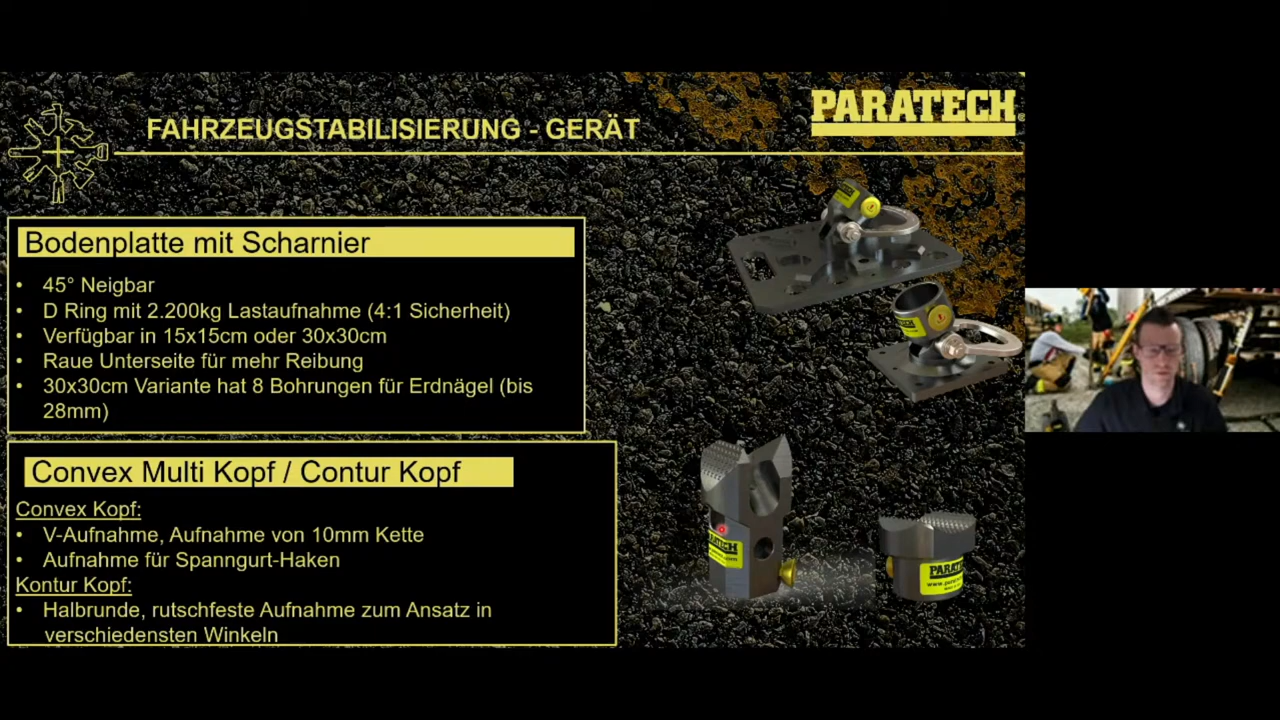 PARATECH®
FAHRZEUGSTABILISIERUNG - GERÄT
Bodenplatte mit Scharnier
• 45° Neigbar
• D Ring mit 2.200kg Lastaufnahme (4:1 Sicherheit)
• Verfügbar in 15x15cm oder 30x30cm
• Raue Unterseite für mehr Reibung
• 30x30cm Variante hat 8 Bohrungen für Erdnägel (bis
28mm)
Convex Multi Kopf / Contur Kopf
Convex Kopf:
• V-Aufnahme, Aufnahme von 10mm Kette
• Aufnahme für Spanngurt-Haken
Kontur Kopf:
• Halbrunde, rutschfeste Aufnahme zum Ansatz in
verschiedensten Winkeln
PARATECH